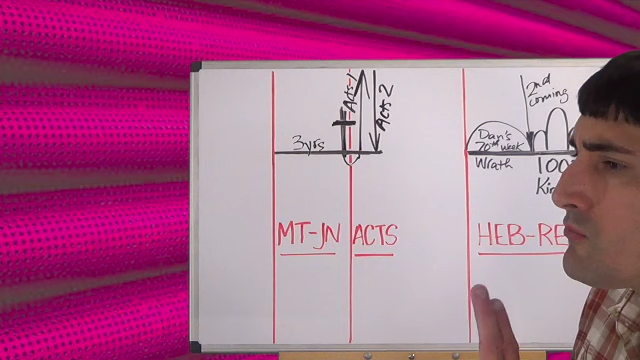 3 yrs
Acts 1
Acts 2
2nd
coming
Dan's
70th week
Wrath
100
Kin
MT-JN
ACTS
HEB-RE